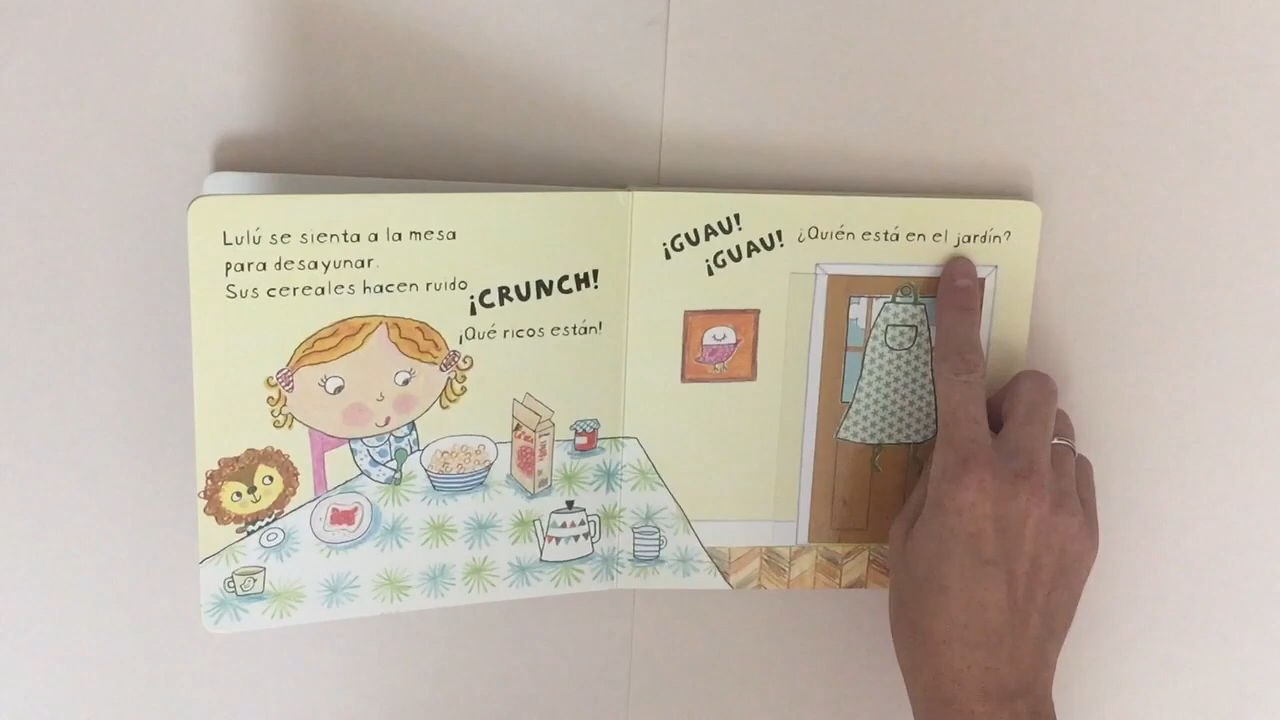 Lulú se sienta a la mesa
para desayunar.
Sus cereales hacen ruido
¡CRUNCH!
¡Qué ricos están!
¡GUAU!
¡GUAU!
¿Quién está en el jardín?